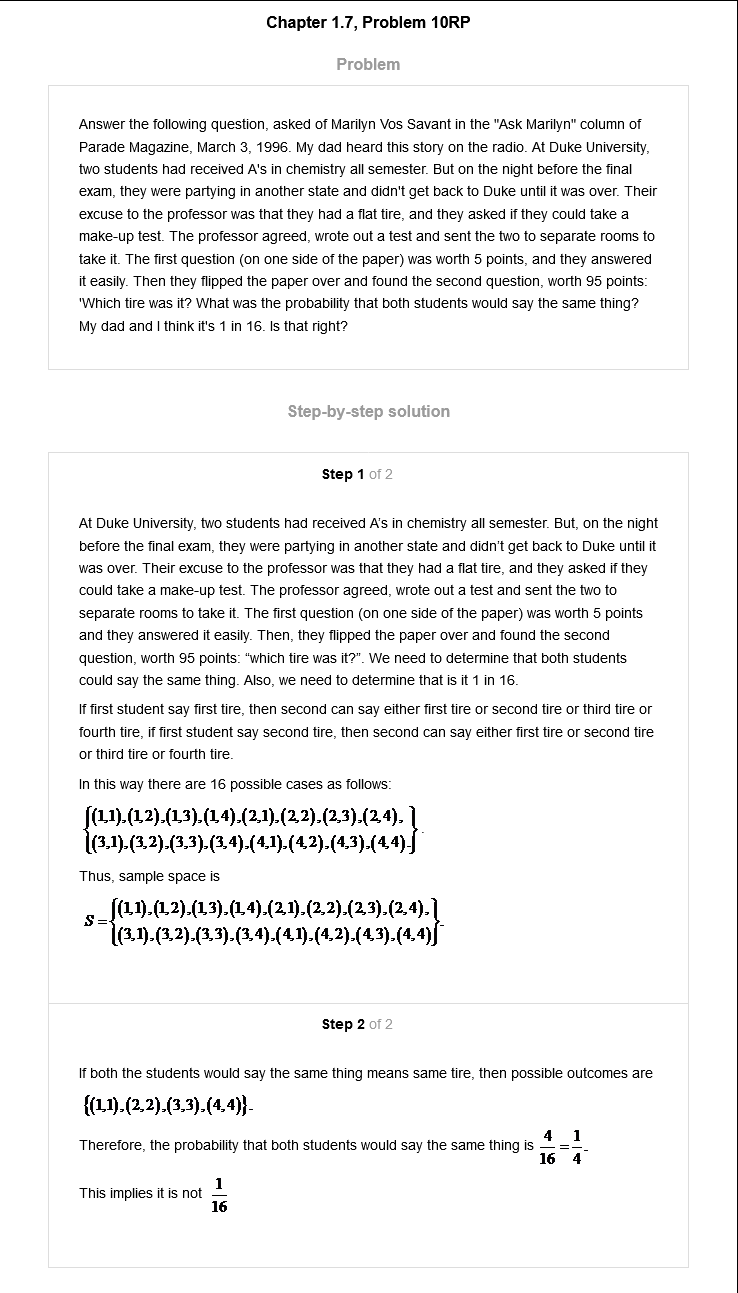 Chapter 1.7, Problem 10RP
Problem
Answer the following question, asked of Marilyn Vos Savant in the "Ask Marilyn" column of
Parade Magazine, March 3, 1996. My dad heard this story on the radio. At Duke University,
two students had received A's in chemistry all semester. But on the night before the final
exam, they were partying in another state and didn't get back to Duke until it was over. Their
excuse to the professor was that they had a flat tire, and they asked if they could take a
make-up test. The professor agreed, wrote out a test and sent the two to separate rooms to
take it. The first question (on one side of the paper) was worth 5 points, and they answered
it easily. Then they flipped the paper over and found the second question, worth 95 points:
'Which tire was it? What was the probability that both students would say the same thing?
My dad and I think it's 1 in 16. Is that right?
Step-by-step solution
Step 1 of 2
At Duke University, two students had received A's in chemistry all semester. But, on the night
before the final exam, they were partying in another state and didn't get back to Duke until it
was over. Their excuse to the professor was that they had a flat tire, and they asked if they
could take a make-up test. The professor agreed, wrote out a test and sent the two to
separate rooms to take it. The first question (on one side of the paper) was worth 5 points
and they answered it easily. Then, they flipped the paper over and found the second
question, worth 95 points: “which tire was it?”. We need to determine that both students
could say the same thing. Also, we need to determine that is it 1 in 16.
If first student say first tire, then second can say either first tire or second tire or third tire or
fourth tire, if first student say second tire, then second can say either first tire or second tire
or third tire or fourth tire.
In this way there are 16 possible cases as follows:
{(1,1),(1,2),(1,3),(1,4),(2,1),(2,2),(2,3),(2,4),
(3,1),(3,2),(3,3),(3,4),(4,1),(4,2),(4,3),(4,4)}.
Thus, sample space is
S={(1,1),(1,2),(1,3),(1,4),(2,1),(2,2),(2,3),(2,4),
(3,1),(3,2),(3,3),(3,4),(4,1),(4,2),(4,3),(4,4)}.
Step 2 of 2
If both the students would say the same thing means same tire, then possible outcomes are
{(1,1),(2,2),(3,3),(4,4)}.
Therefore, the probability that both students would say the same thing is 4/16=1/4.
This implies it is not 1/16